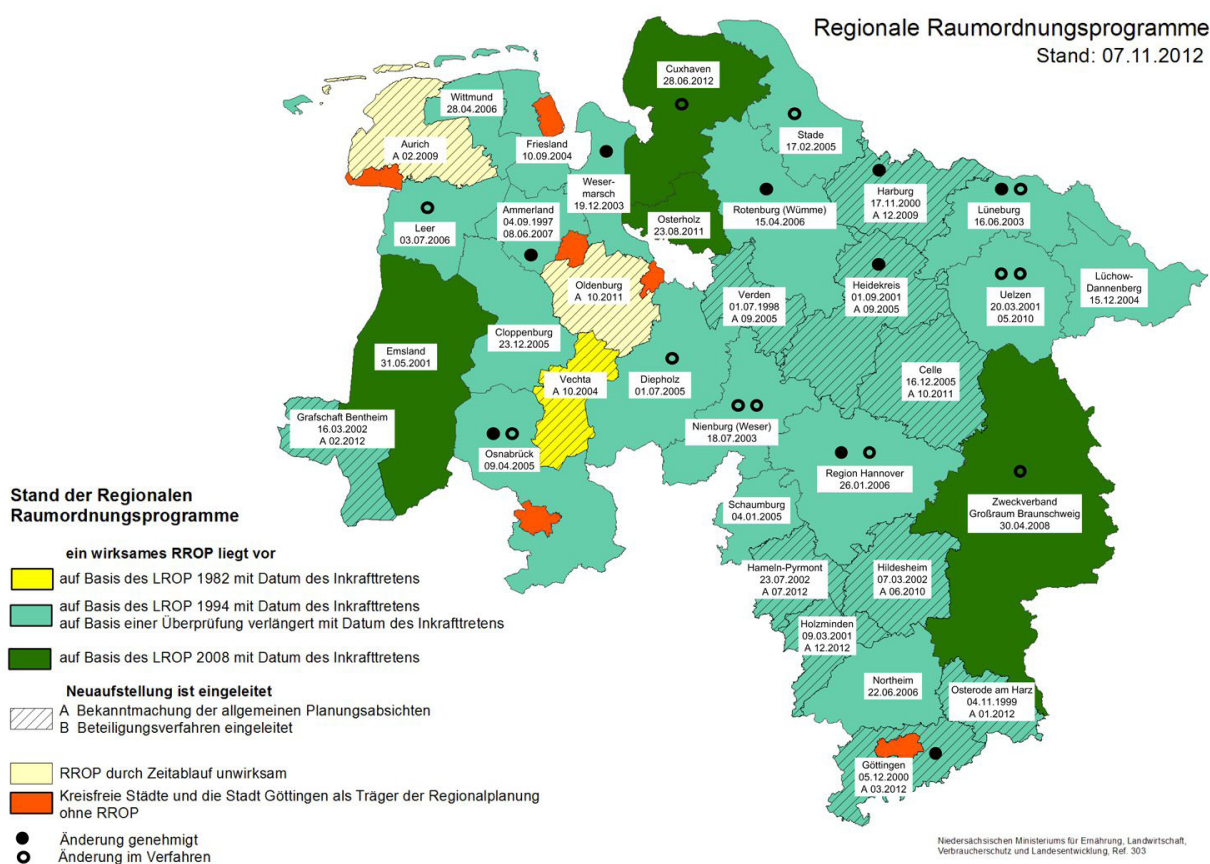 Regionale Raumordnungsprogramme
Stand: 07.11.2012
Cuxhaven
28.06.2012
Wittmund
28.04.2006
Stade
17.02.2005
Aurich
A 02.2009
Friesland
10.09.2004
Weser-
marsch
19.12.2003
Harburg
17.11.2000
A 12.2009
Lüneburg
16.06.2003
Ammerland
04.09.1997
08.06.2007
Leer
03.07.2006
Osterholz
23.08.2011
Rotenburg (Wümme)
15.04.2006
Oldenburg
A 10.2011
Verden
01.07.1998
A 09.2005
Heidekreis
01.09.2001
A 09.2005
Uelzen
20.03.2001
05.2010
Lüchow-
Dannenberg
15.12.2004
Cloppenburg
23.12.2005
Emsland
31.05.2001
Vechta
A 10.2004
Diepholz
01.07.2005
Celle
16.12.2005
A 10.2011
Grafschaft Bentheim
16.03.2002
A 02.2012
Osnabrück
09.04.2005
Nienburg (Weser)
18.07.2003
Region Hannover
26.01.2006
Schaumburg
04.01.2005
Zweckverband
Großraum Braunschweig
30.04.2008
Hameln-Pyrmont
23.07.2002
A 07.2012
Hildesheim
07.03.2002
A 06.2010
Holzminden
09.03.2001
A 12.2012
Northeim
22.06.2006
Osterode am Harz
04.11.1999
A 01.2012
Göttingen
05.12.2000
A 03.2012
Stand der Regionalen
Raumordnungsprogramme
ein wirksames RROP liegt vor
auf Basis des LROP 1982 mit Datum des Inkrafttretens
auf Basis des LROP 1994 mit Datum des Inkrafttretens
auf Basis einer Überprüfung verlängert mit Datum des Inkrafttretens
auf Basis des LROP 2008 mit Datum des Inkrafttretens
Neuaufstellung ist eingeleitet
A Bekanntmachung der allgemeinen Planungsabsichten
B Beteiligungsverfahren eingeleitet
RROP durch Zeitablauf unwirksam
Kreisfreie Städte und die Stadt Göttingen als Träger der Regionalplanung
ohne RROP
Änderung genehmigt
Änderung im Verfahren
Niedersächsischen Ministeriums für Ernährung, Landwirtschaft,
Verbraucherschutz und Landesentwicklung, Ref. 303